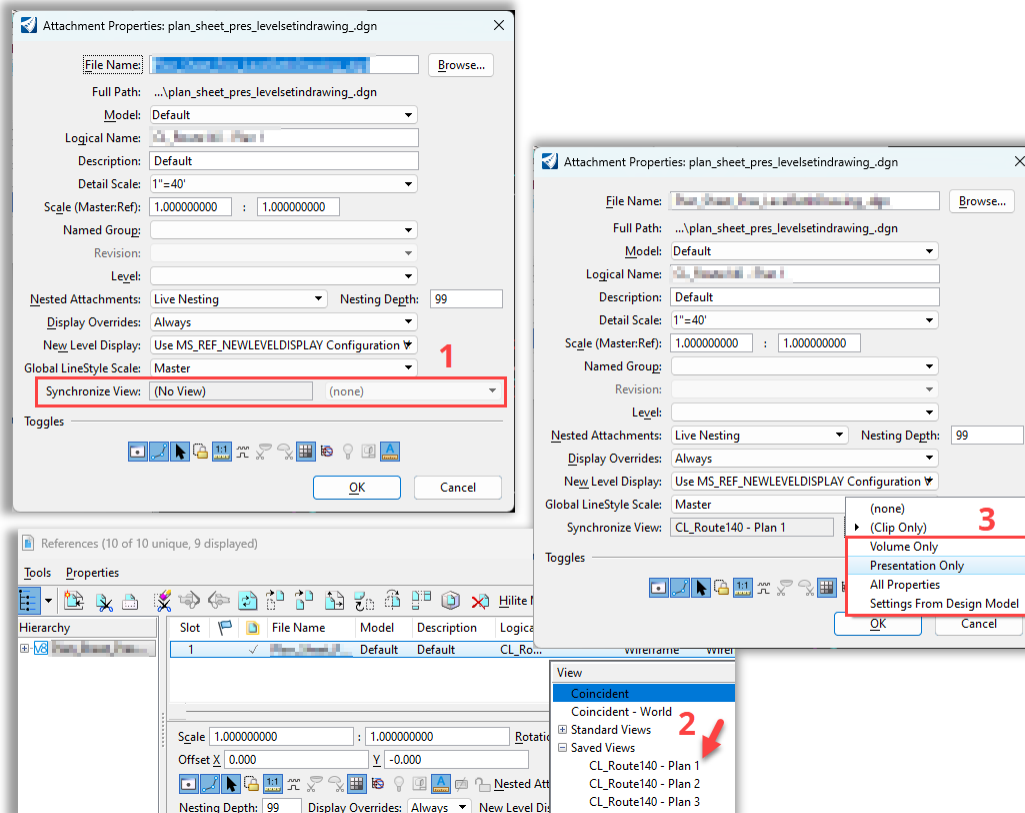 Attachment Properties: plan_sheet_pres_levelsetindrawing_.dgn
File Name:
Browse...
Full Path: ...\plan_sheet_pres_levelsetindrawing_.dgn
Model: Default
Logical Name:
Description: Default
Detail Scale: 1"=40'
Scale (Master:Ref): 1.000000000 : 1.000000000
Named Group:
Revision:
Level:
Nested Attachments: Live Nesting Nesting Depth: 99
Display Overrides: Always
New Level Display: Use MS_REF_NEWLEVELDISPLAY Configuration
Global LineStyle Scale: Master
1
Synchronize View: (No View) (none)
Toggles
1:1
A
OK Cancel
Attachment Properties: plan_sheet_pres_levelsetindrawing_.dgn
File Name:
Browse...
Full Path: ...\plan_sheet_pres_levelsetindrawing_.dgn
Model: Default
Logical Name:
Description: Default
Detail Scale: 1"=40'
Scale (Master:Ref): 1.000000000 : 1.000000000
Named Group:
Revision:
Level:
Nested Attachments: Live Nesting Nesting Depth: 99
Display Overrides: Always
New Level Display: Use MS_REF_NEWLEVELDISPLAY Configuration
Global LineStyle Scale: Master
Synchronize View: CL_Route140 - Plan 1
(none)
(Clip Only)
3
Volume Only
Presentation Only
All Properties
Settings From Design Model
Toggles
1:1
OK Cancel
References (10 of 10 unique, 9 displayed)
Tools Properties
Hilite
Hierarchy
Slot File Name Model Description Logica
V8
1 Default Default CL_Ro... Wireframe Wirer
Scale 1.000000000 : 1.000000000 Rotatio
Offset X 0.000 Y -0.000
1:1
A
Nested Att
Nesting Depth: 99 Display Overrides: Always New Level Dis
View
Coincident
Coincident - World
2
Standard Views
Saved Views
CL_Route140 - Plan 1
CL_Route140 - Plan 2
CL_Route140 - Plan 3